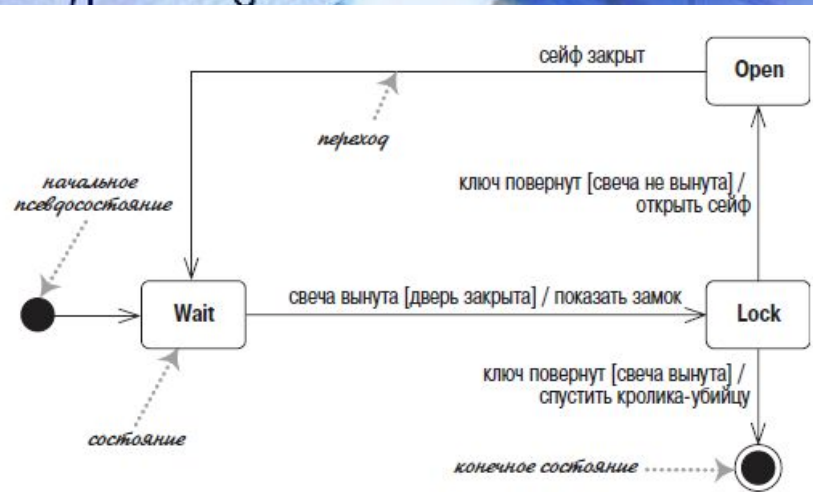 сейф закрыт
Open
переход
начальное
псевдосостояние
ключ повернут [свеча не вынута] /
открыть сейф
Wait
свеча вынута [дверь закрыта] / показать замок
Lock
ключ повернут [свеча вынута] /
спустить кролика-убийцу
состояние
конечное состояние